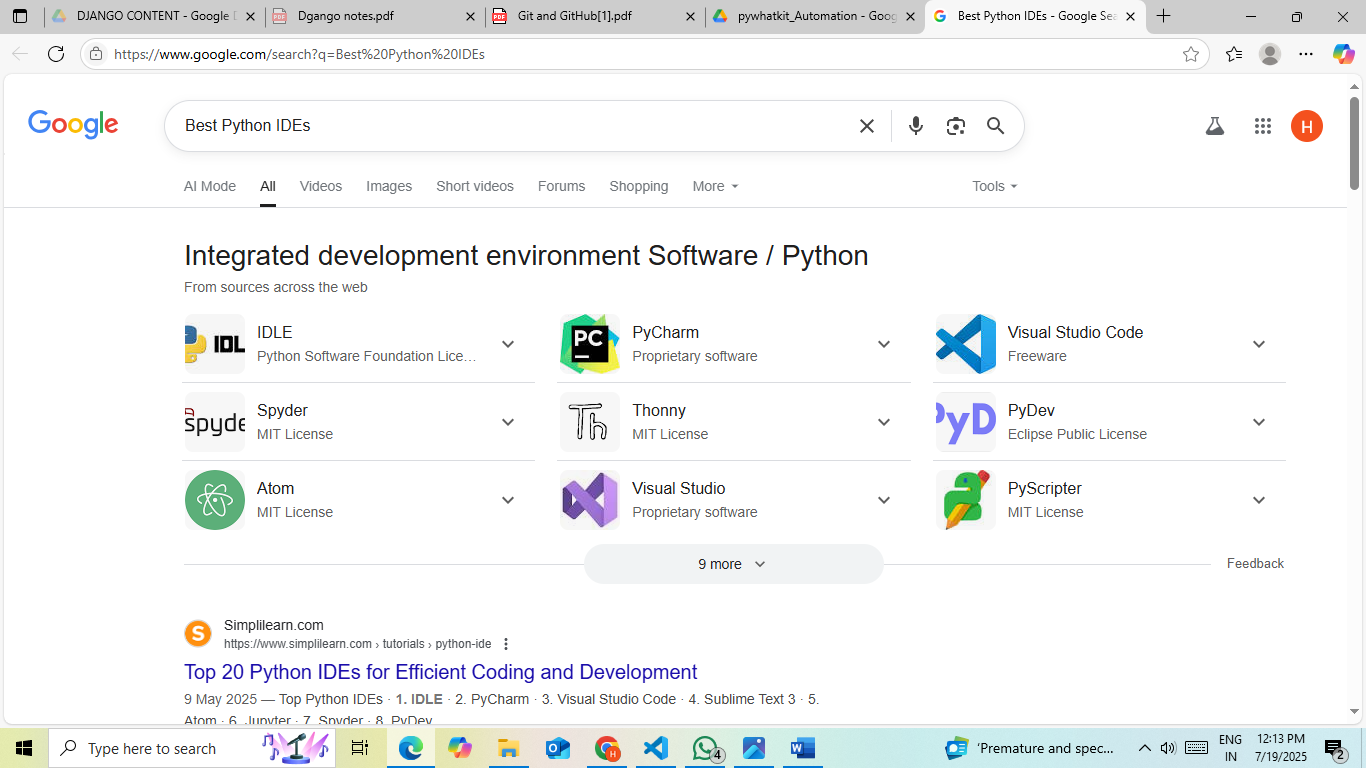 DJANGO CONTENT - Google D
Dgango notes.pdf
Git and GitHub[1].pdf
pywhatkit_Automation - Goog
Best Python IDEs - Google Sea
https://www.google.com/search?q=Best%20Python%20IDEs
Google
Best Python IDEs
H
AI Mode
All
Videos
Images
Short videos
Forums
Shopping
More
Tools
Integrated development environment Software / Python
From sources across the web
IDL
IDLE
Python Software Foundation Lice…
PC
PyCharm
Proprietary software
Visual Studio Code
Freeware
Spyder
MIT License
Th
Thonny
MIT License
PyD
PyDev
Eclipse Public License
Atom
MIT License
Visual Studio
Proprietary software
PyScripter
MIT License
9 more
Feedback
S
Simplilearn.com
https://www.simplilearn.com › tutorials › python-ide
Top 20 Python IDEs for Efficient Coding and Development
9 May 2025 — Top Python IDEs · 1. IDLE · 2. PyCharm · 3. Visual Studio Code · 4. Sublime Text 3 · 5.
Atom · 6. Jupyter · 7. Spyder · 8. PyDev
Type here to search
H
4
W
'Premature and spec...
ENG
IN
12:13 PM
7/19/2025
2